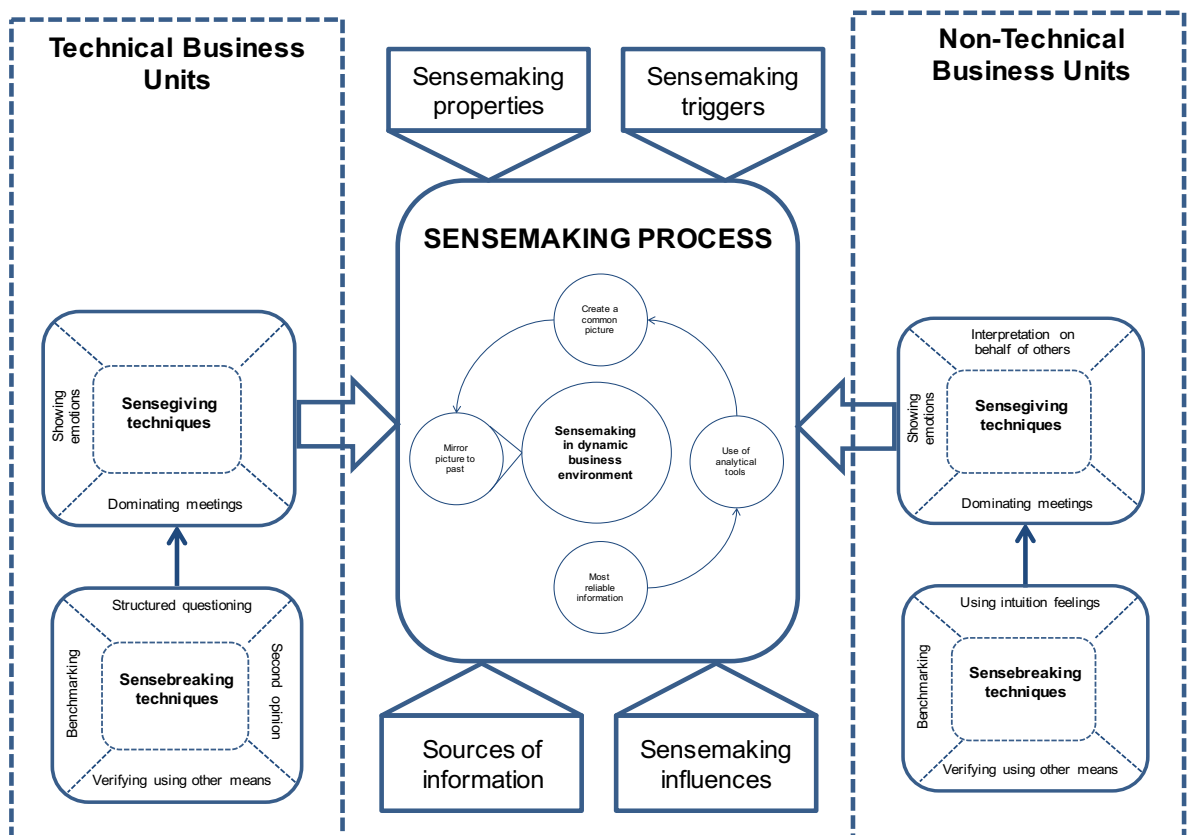 Technical Business
Units
Sensemaking
properties
Sensemaking
triggers
Non-Technical
Business Units
SENSEMAKING PROCESS
Create a
common
picture
Mirror
picture to
past
Sensemaking
in dynamic
business
environment
Use of
analytical
tools
Most
reliable
information
Showing
emotions
Sensegiving
techniques
Dominating meetings
Structured questioning
Benchmarking
Sensebreaking
techniques
Second opinion
Verifying using other means
Interpretation on
behalf of others
Showing
emotions
Sensegiving
techniques
Dominating meetings
Using intuition feelings
Benchmarking
Sensebreaking
techniques
Verifying using other means
Sources of
information
Sensemaking
influences